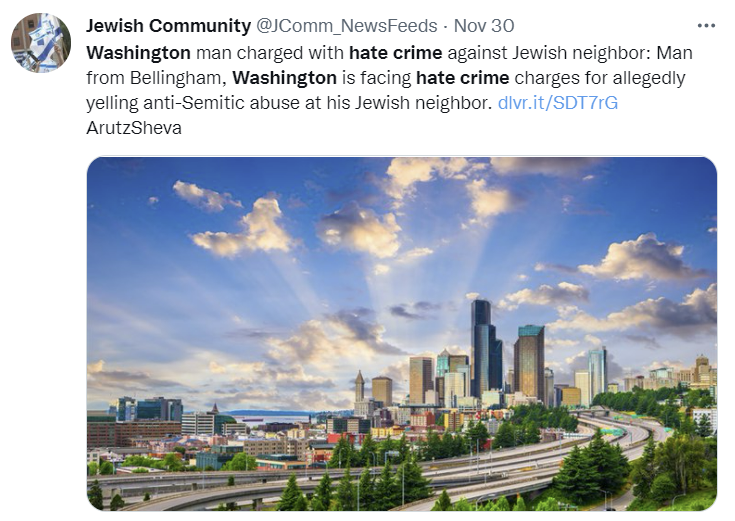 Jewish Community @JComm_NewsFeeds · Nov 30
Washington man charged with hate crime against Jewish neighbor: Man
from Bellingham, Washington is facing hate crime charges for allegedly
yelling anti-Semitic abuse at his Jewish neighbor. dlvr.it/SDT7rG
ArutzSheva